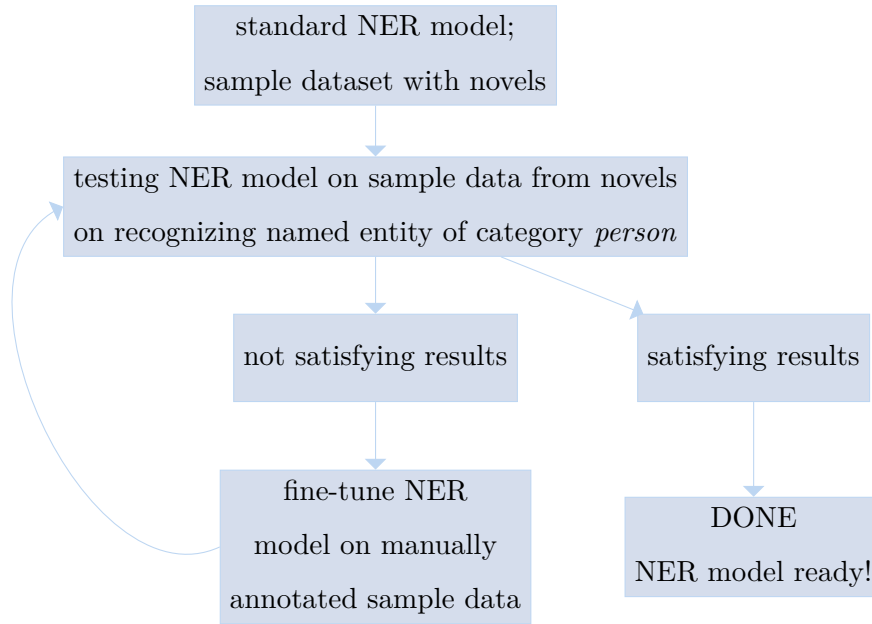 standard NER model;
sample dataset with novels
testing NER model on sample data from novels
on recognizing named entity of category person
not satisfying results
satisfying results
fine-tune NER
model on manually
annotated sample data
DONE
NER model ready!